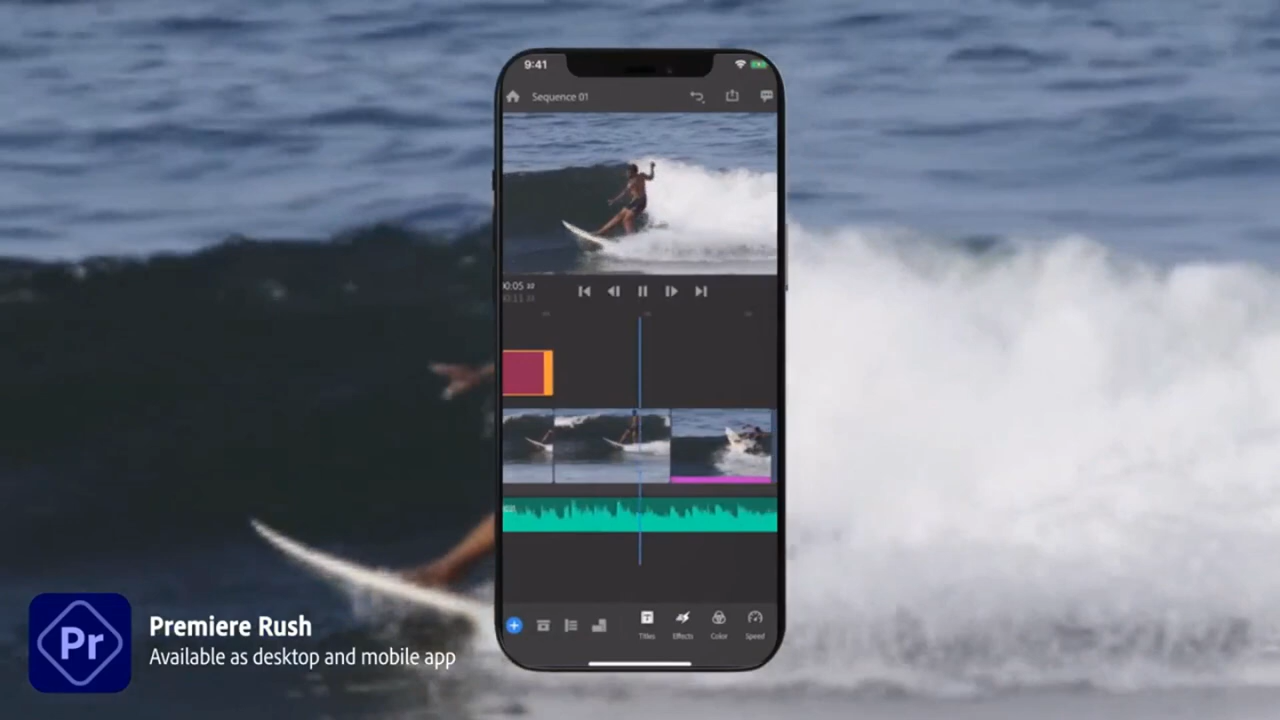 9:41
Sequence 01
Titles
Effects
Color
Speed
Pr
Premiere Rush
Available as desktop and mobile app